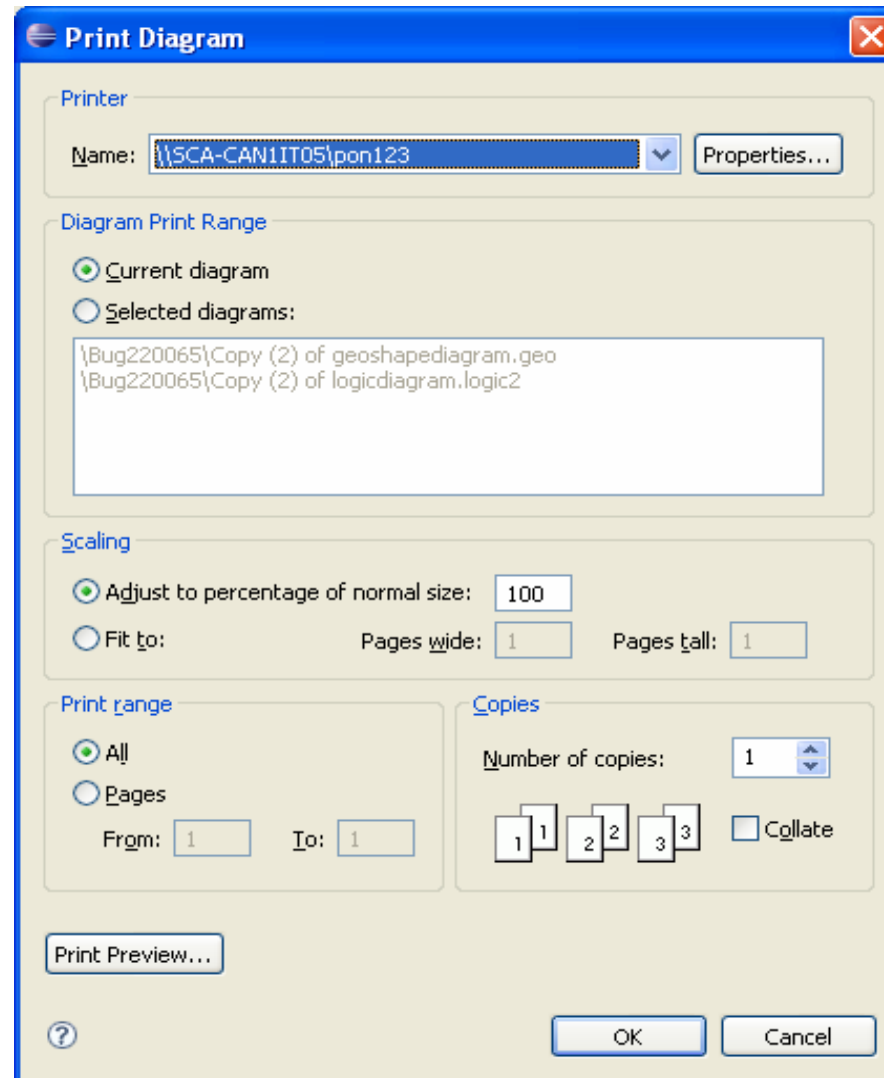 Print Diagram
Printer
Name: \\SCA-CAN1IT05\pon123 Properties...
Diagram Print Range
Current diagram
Selected diagrams:
\Bug220065\Copy (2) of geoshapediagram.geo
\Bug220065\Copy (2) of logicdiagram.logic2
Scaling
Adjust to percentage of normal size: 100
Fit to: Pages wide: 1 Pages tall: 1
Print range
All
Pages
From: 1 To: 1
Copies
Number of copies: 1
1 1 2 2 3 3 Collate
Print Preview...
? OK Cancel